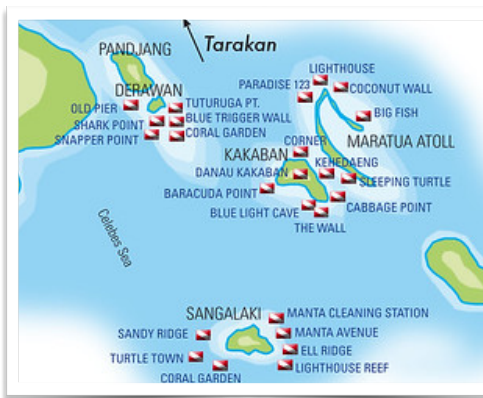 Tarakan
PANDJANG
LIGHTHOUSE
PARADISE 123
COCONUT WALL
DERAWAN
OLD PIER
TUTURUGA PT.
BIG FISH
SHARK POINT
BLUE TRIGGER WALL
SNAPPER POINT
CORAL GARDEN
MARATUA ATOLL
CORNER
KAKABAN
KEHEDAENG
DANAU KAKABAN
SLEEPING TURTLE
BARACUDA POINT
BLUE LIGHT CAVE
CABBAGE POINT
THE WALL
Celebes Sea
SANGALAKI
MANTA CLEANING STATION
SANDY RIDGE
MANTA AVENUE
ELL RIDGE
TURTLE TOWN
LIGHTHOUSE REEF
CORAL GARDEN